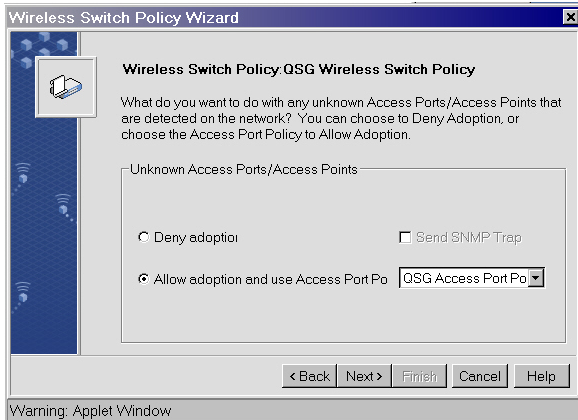 Wireless Switch Policy Wizard
Wireless Switch Policy:QSG Wireless Switch Policy
What do you want to do with any unknown Access Ports/Access Points that
are detected on the network? You can choose to Deny Adoption, or
choose the Access Port Policy to Allow Adoption.
Unknown Access Ports/Access Points
Deny adoption
Send SNMP Trap
Allow adoption and use Access Port Po
QSG Access Port Po
<Back
Next>
Finish
Cancel
Help
Warning: Applet Window